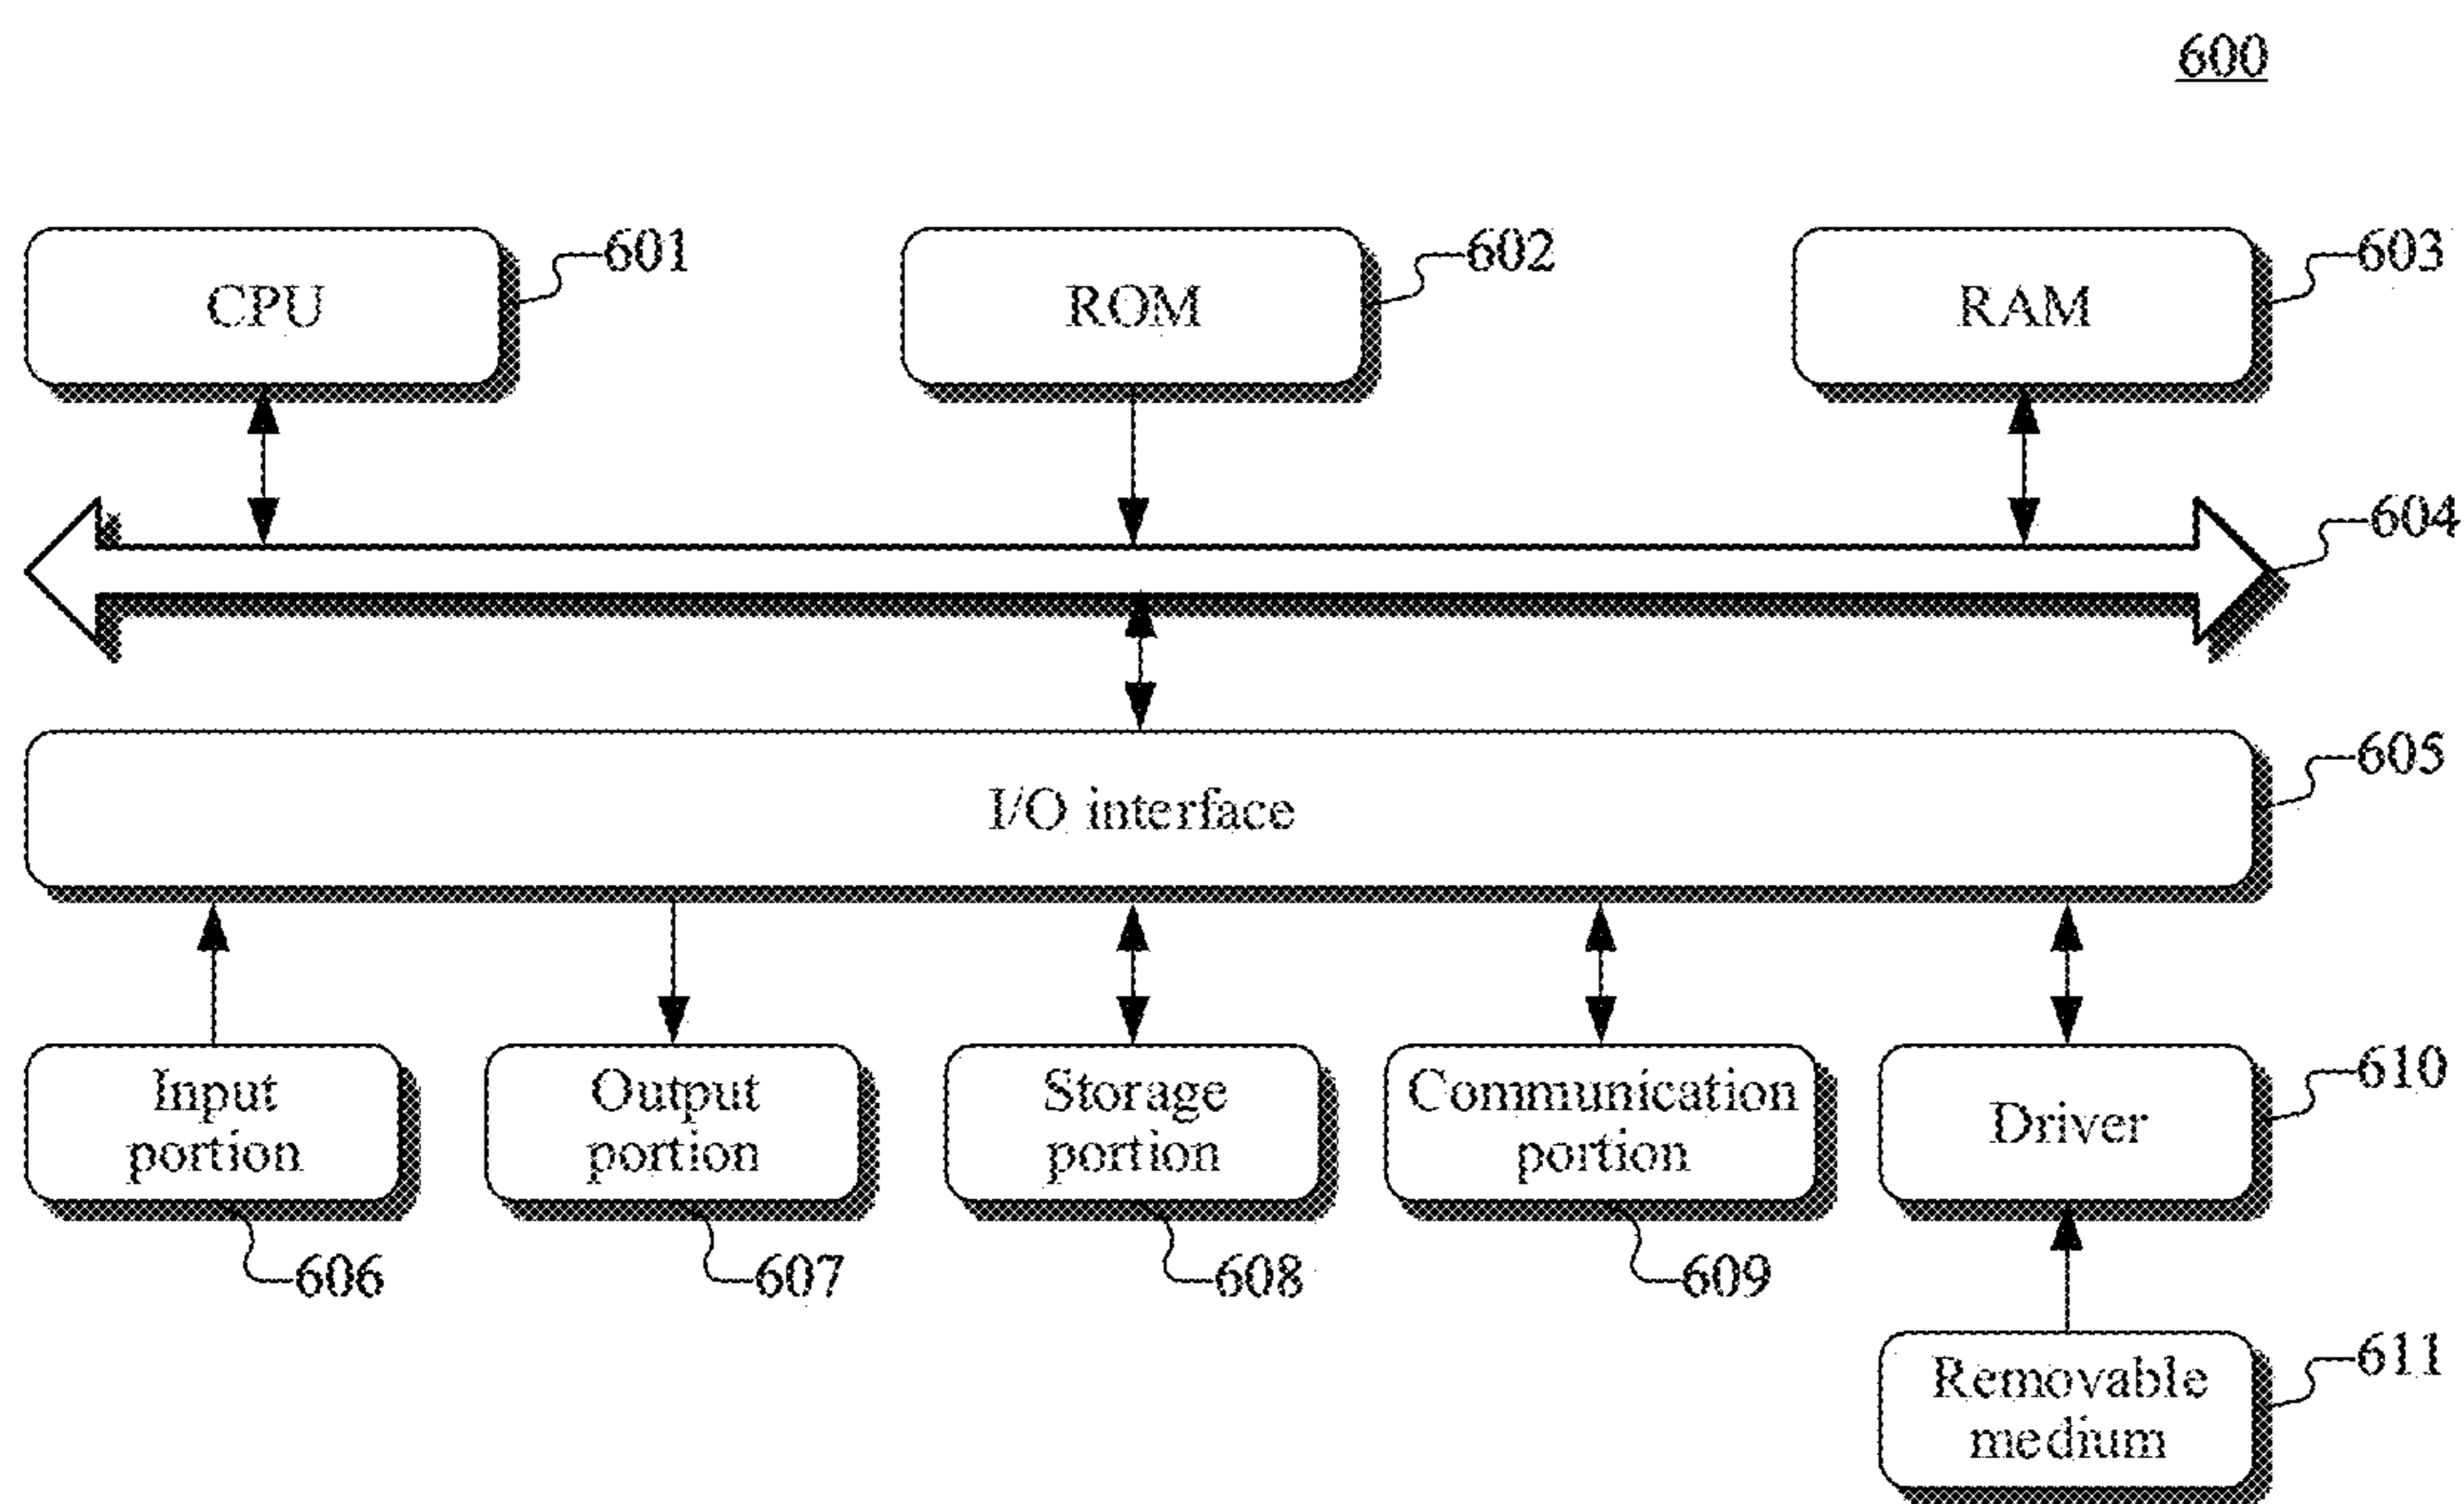 600
CPU
601
ROM
602
RAM
603
604
I/O interface
605
Input
portion
Output
portion
Storage
portion
Communication
portion
Driver
610
606
607
608
609
Removable
medium
611